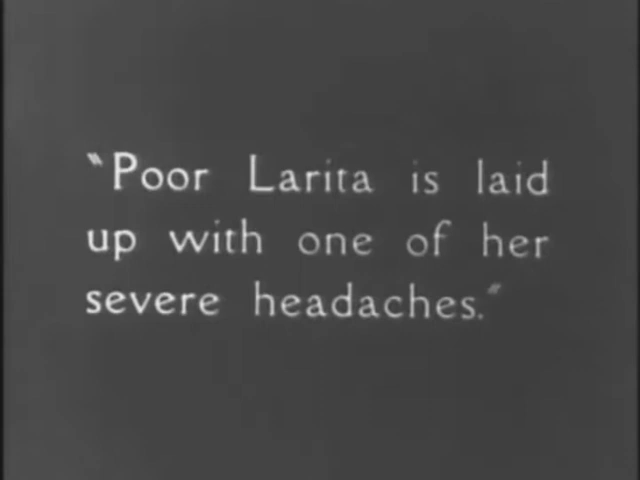 "Poor Larita is laid
up with one of her
severe headaches."